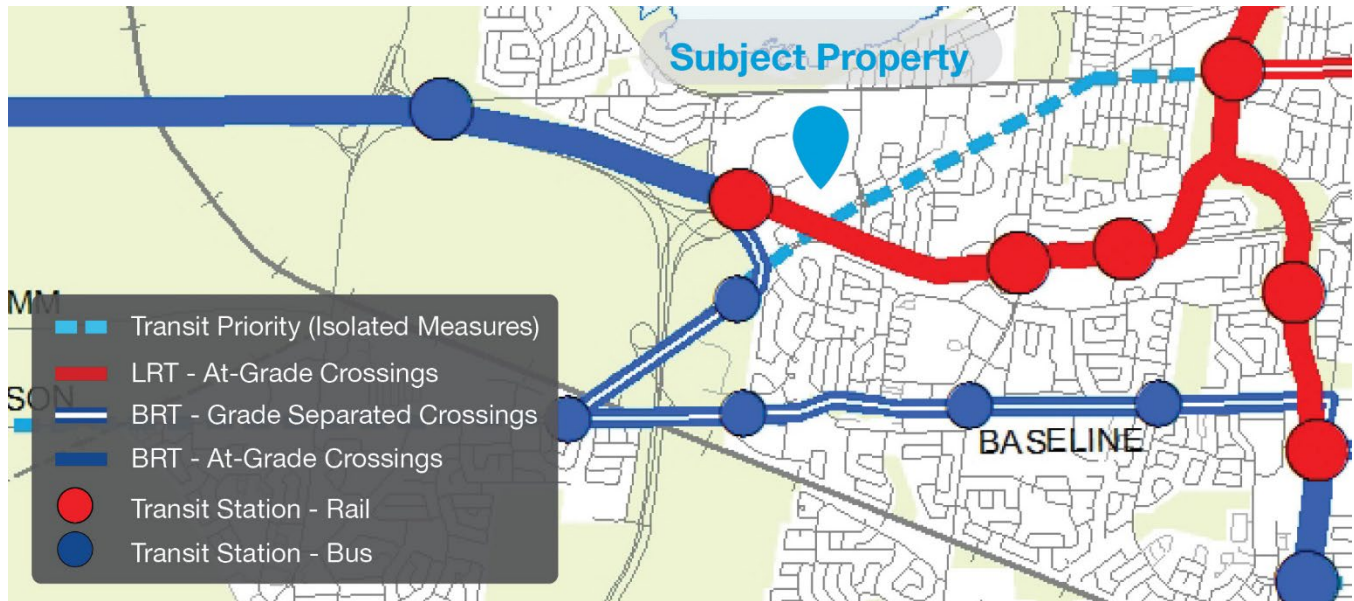 Subject Property
MM
SON
Transit Priority (Isolated Measures)
LRT - At-Grade Crossings
BRT - Grade Separated Crossings
BRT - At-Grade Crossings
Transit Station - Rail
Transit Station - Bus
BASELINE